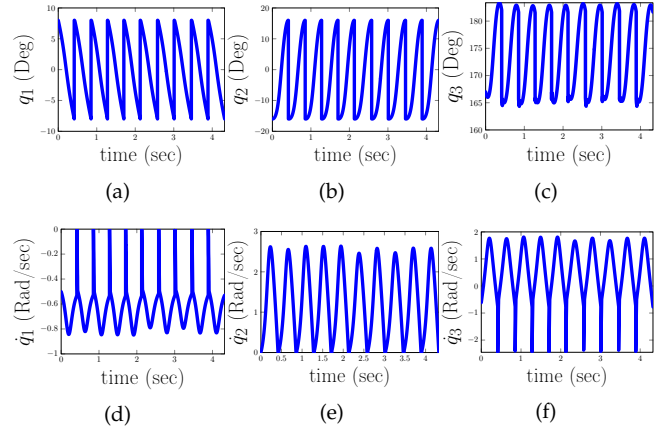 10
5
0
−5
−10
q1 (Deg)
0 1 2 3 4
time (sec)
(a)
20
10
0
−10
−20
q2 (Deg)
0 1 2 3 4
time (sec)
(b)
180
175
170
165
160
q3 (Deg)
0 1 2 3 4
time (sec)
(c)
0
−0.2
−0.4
−0.6
−0.8
−1
q̇1 (Rad/sec)
0 1 2 3 4
time (sec)
(d)
3
2
1
0
q̇2 (Rad/sec)
0.5 1 1.5 2 2.5 3 3.5 4
time (sec)
(e)
2
1
0
−1
−2
q̇3 (Rad/sec)
0 1 2 3 4
time (sec)
(f)